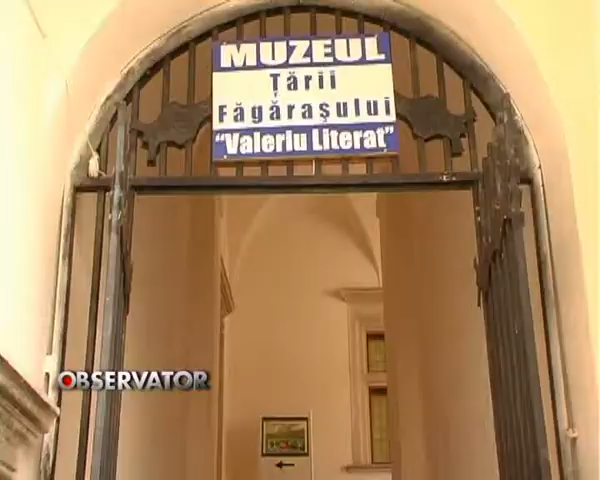 MUZEUL
Țării
Făgărașului
"Valeriu Literat"
OBSERVATOR